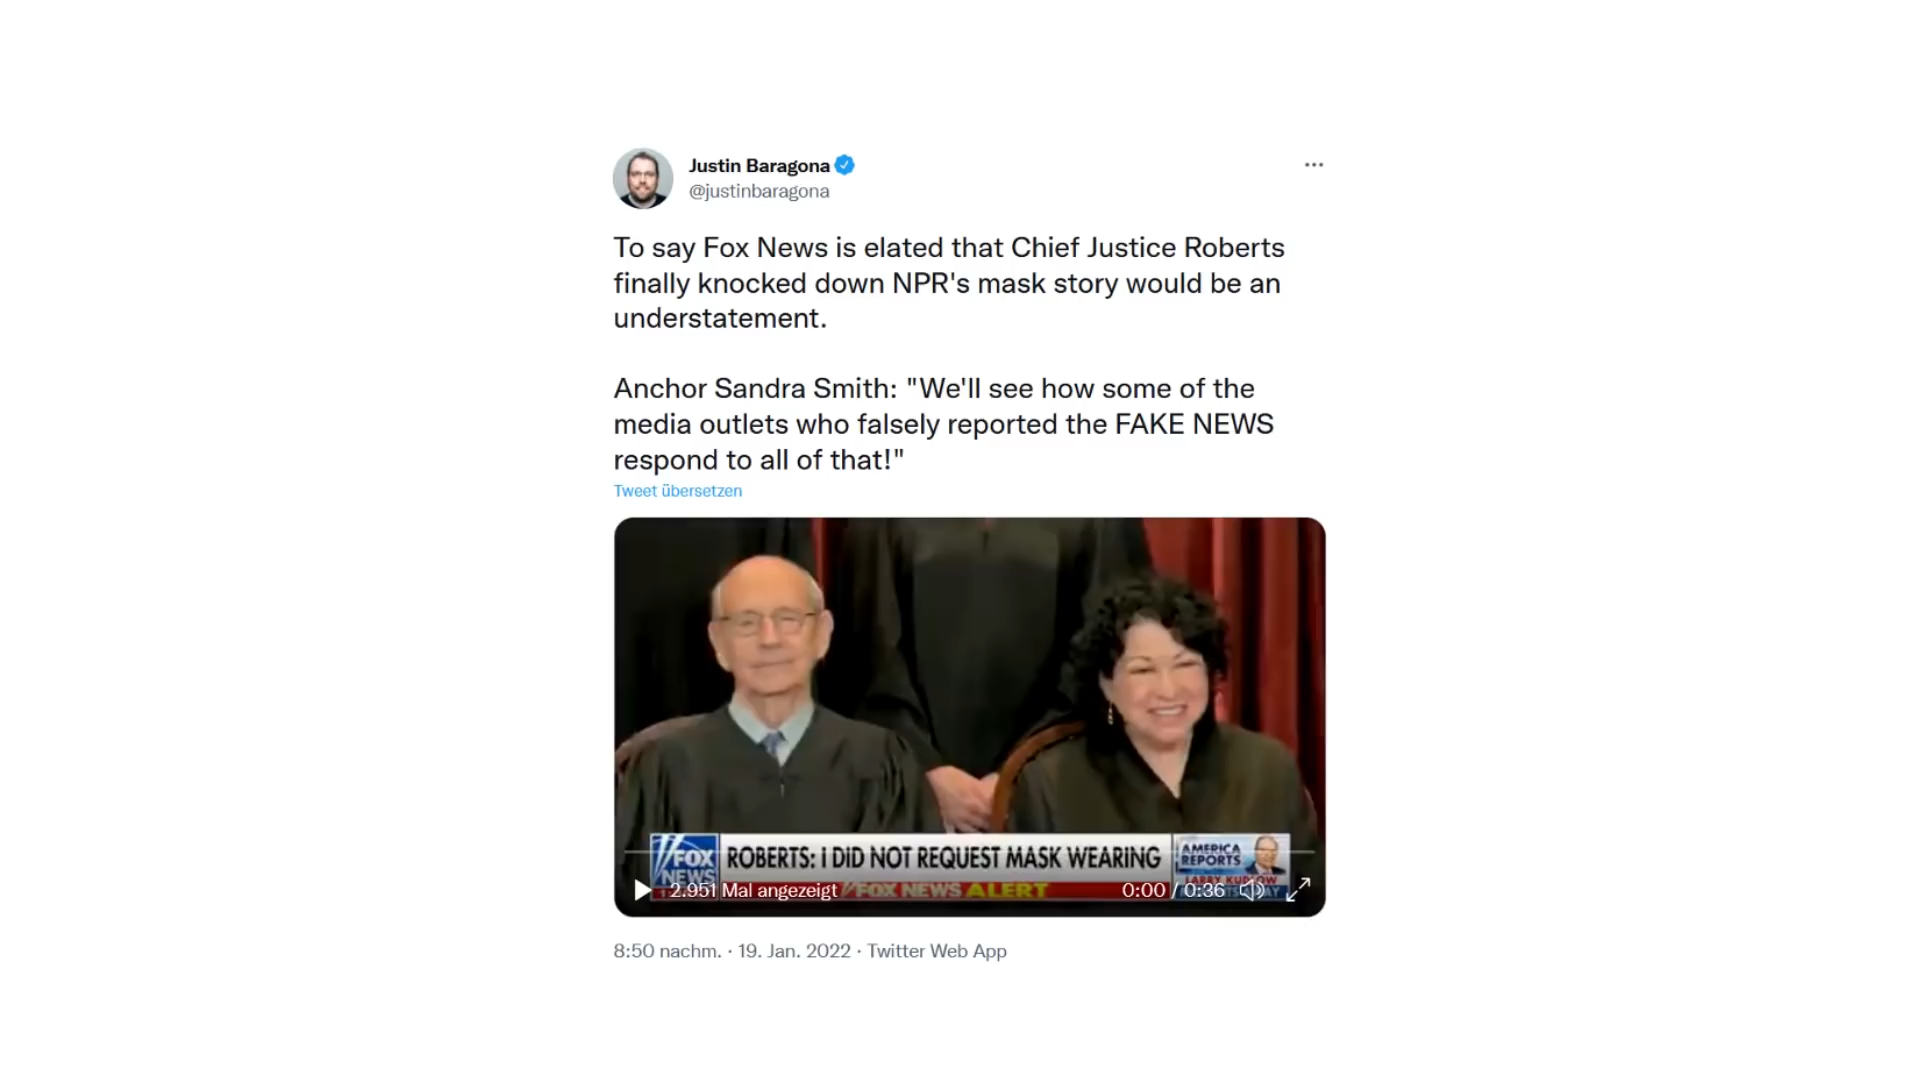 Justin Baragona
@justinbaragona
To say Fox News is elated that Chief Justice Roberts
finally knocked down NPR's mask story would be an
understatement.
Anchor Sandra Smith: "We'll see how some of the
media outlets who falsely reported the FAKE NEWS
respond to all of that!"
Tweet übersetzen
FOX NEWS
ROBERTS: I DID NOT REQUEST MASK WEARING
AMERICA
REPORTS
LARRY KUDLOW
2.951 Mal angezeigt
FOX NEWS ALERT
0:00 / 0:36
8:50 nachm. · 19. Jan. 2022 · Twitter Web App